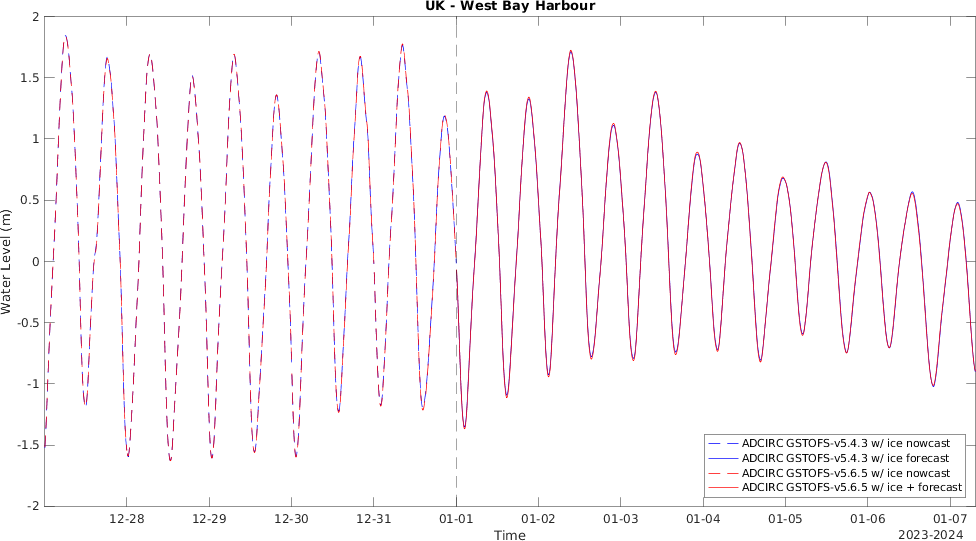 UK - West Bay Harbour
2
1.5
1
0.5
0
-0.5
-1
-1.5
-2
Water Level (m)
ADCIRC GSTOFS-v5.4.3 w/ ice nowcast
ADCIRC GSTOFS-v5.4.3 w/ ice forecast
ADCIRC GSTOFS-v5.6.5 w/ ice nowcast
ADCIRC GSTOFS-v5.6.5 w/ ice + forecast
12-28 12-29 12-30 12-31 01-01 01-02 01-03 01-04 01-05 01-06 01-07
Time
2023-2024